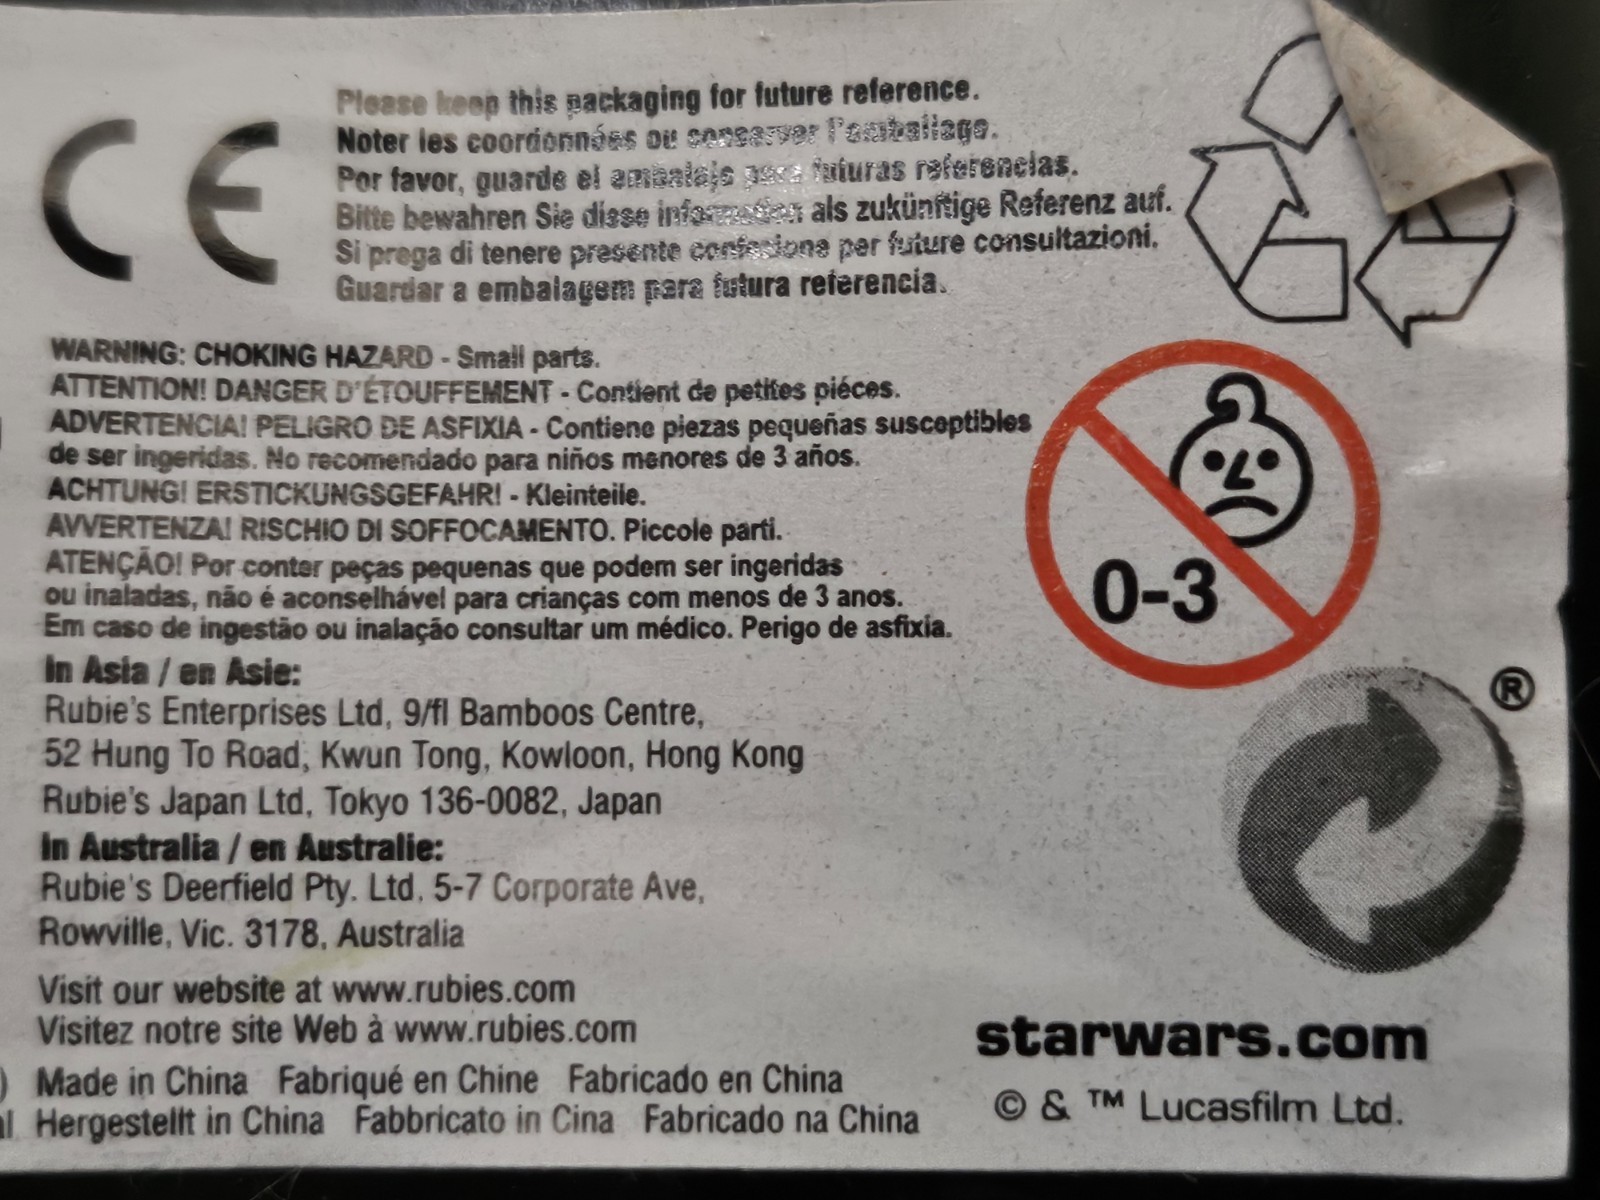 CE
Please keep this packaging for future reference.
Noter les coordonnées ou conserver l'emballage.
Por favor, guarde el embalaje para futuras referencias.
Bitte bewahren Sie diese information als zukünftige Referenz auf.
Si prega di tenere presente confezione per future consultazioni.
Guardar a embalagem para futura referencia.
WARNING: CHOKING HAZARD - Small parts.
ATTENTION! DANGER D'ÉTOUFFEMENT - Contient de petites piéces.
ADVERTENCIA! PELIGRO DE ASFIXIA - Contiene piezas pequeñas susceptibles
de ser ingeridas. No recomendado para niños menores de 3 años.
ACHTUNG! ERSTICKUNGSGEFAHR! - Kleinteile.
AVVERTENZA! RISCHIO DI SOFFOCAMENTO. Piccole parti.
ATENÇÃO! Por conter peças pequenas que podem ser ingeridas
ou inaladas, não é aconselhável para crianças com menos de 3 anos.
Em caso de ingestão ou inalação consultar um médico. Perigo de asfixia.
0-3
In Asia / en Asie:
Rubie's Enterprises Ltd, 9/fl Bamboos Centre,
52 Hung To Road, Kwun Tong, Kowloon, Hong Kong
Rubie's Japan Ltd, Tokyo 136-0082, Japan
In Australia / en Australie:
Rubie's Deerfield Pty. Ltd. 5-7 Corporate Ave,
Rowville, Vic. 3178, Australia
®
Visit our website at www.rubies.com
Visitez notre site Web à www.rubies.com
) Made in China Fabriqué en Chine Fabricado en China
Hergestellt in China Fabbricato in Cina Fabricado na China
starwars.com
© & ™ Lucasfilm Ltd.